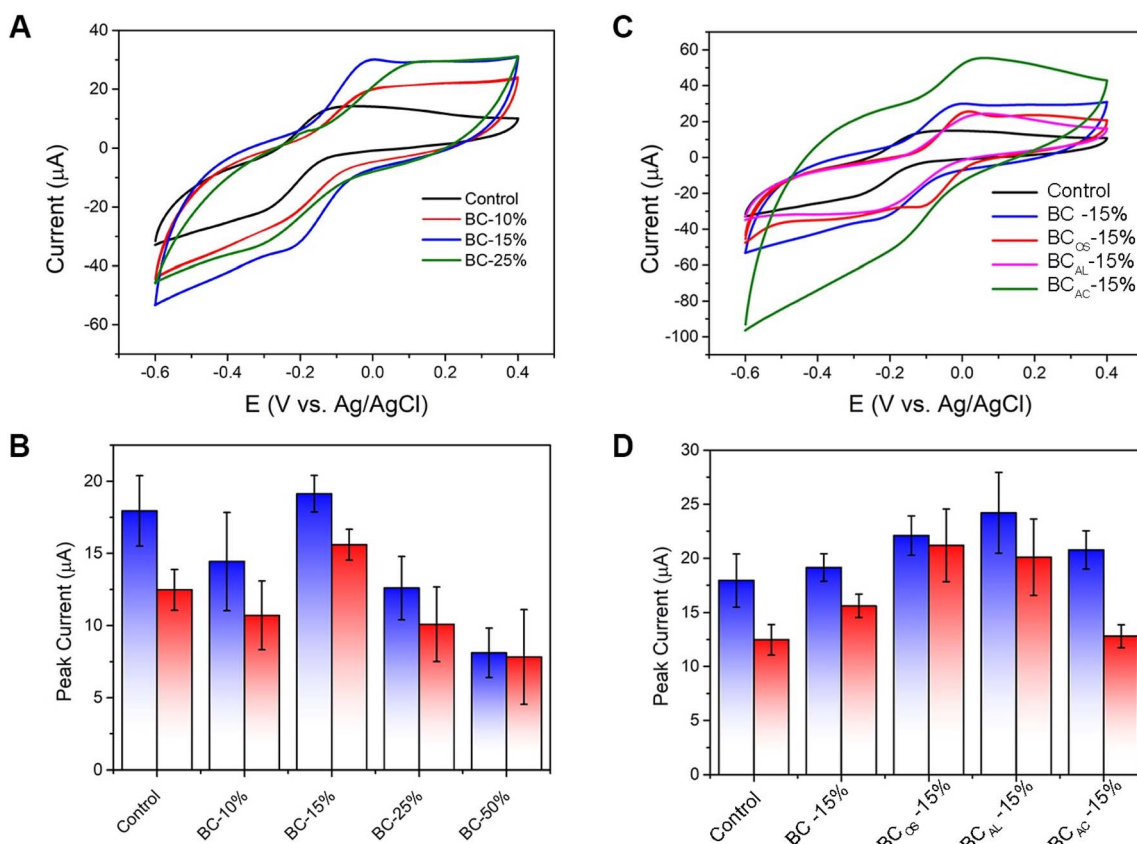 A
40
20
0
-20
-40
-60
Current (µA)
Control
BC-10%
BC-15%
BC-25%
-0.6
-0.4
-0.2
0.0
0.2
0.4
E (V vs. Ag/AgCl)
C
60
40
20
0
-20
-40
-60
-80
-100
Current (µA)
Control
BC -15%
BCOS-15%
BCAL-15%
BCAC-15%
-0.6
-0.4
-0.2
0.0
0.2
0.4
E (V vs. Ag/AgCl)
B
20
15
10
5
0
Peak Current (µA)
Control
BC-10%
BC-15%
BC-25%
BC-50%
D
30
25
20
15
10
5
0
Peak Current (µA)
Control
BC -15%
BCOS-15%
BCAL-15%
BCAC-15%